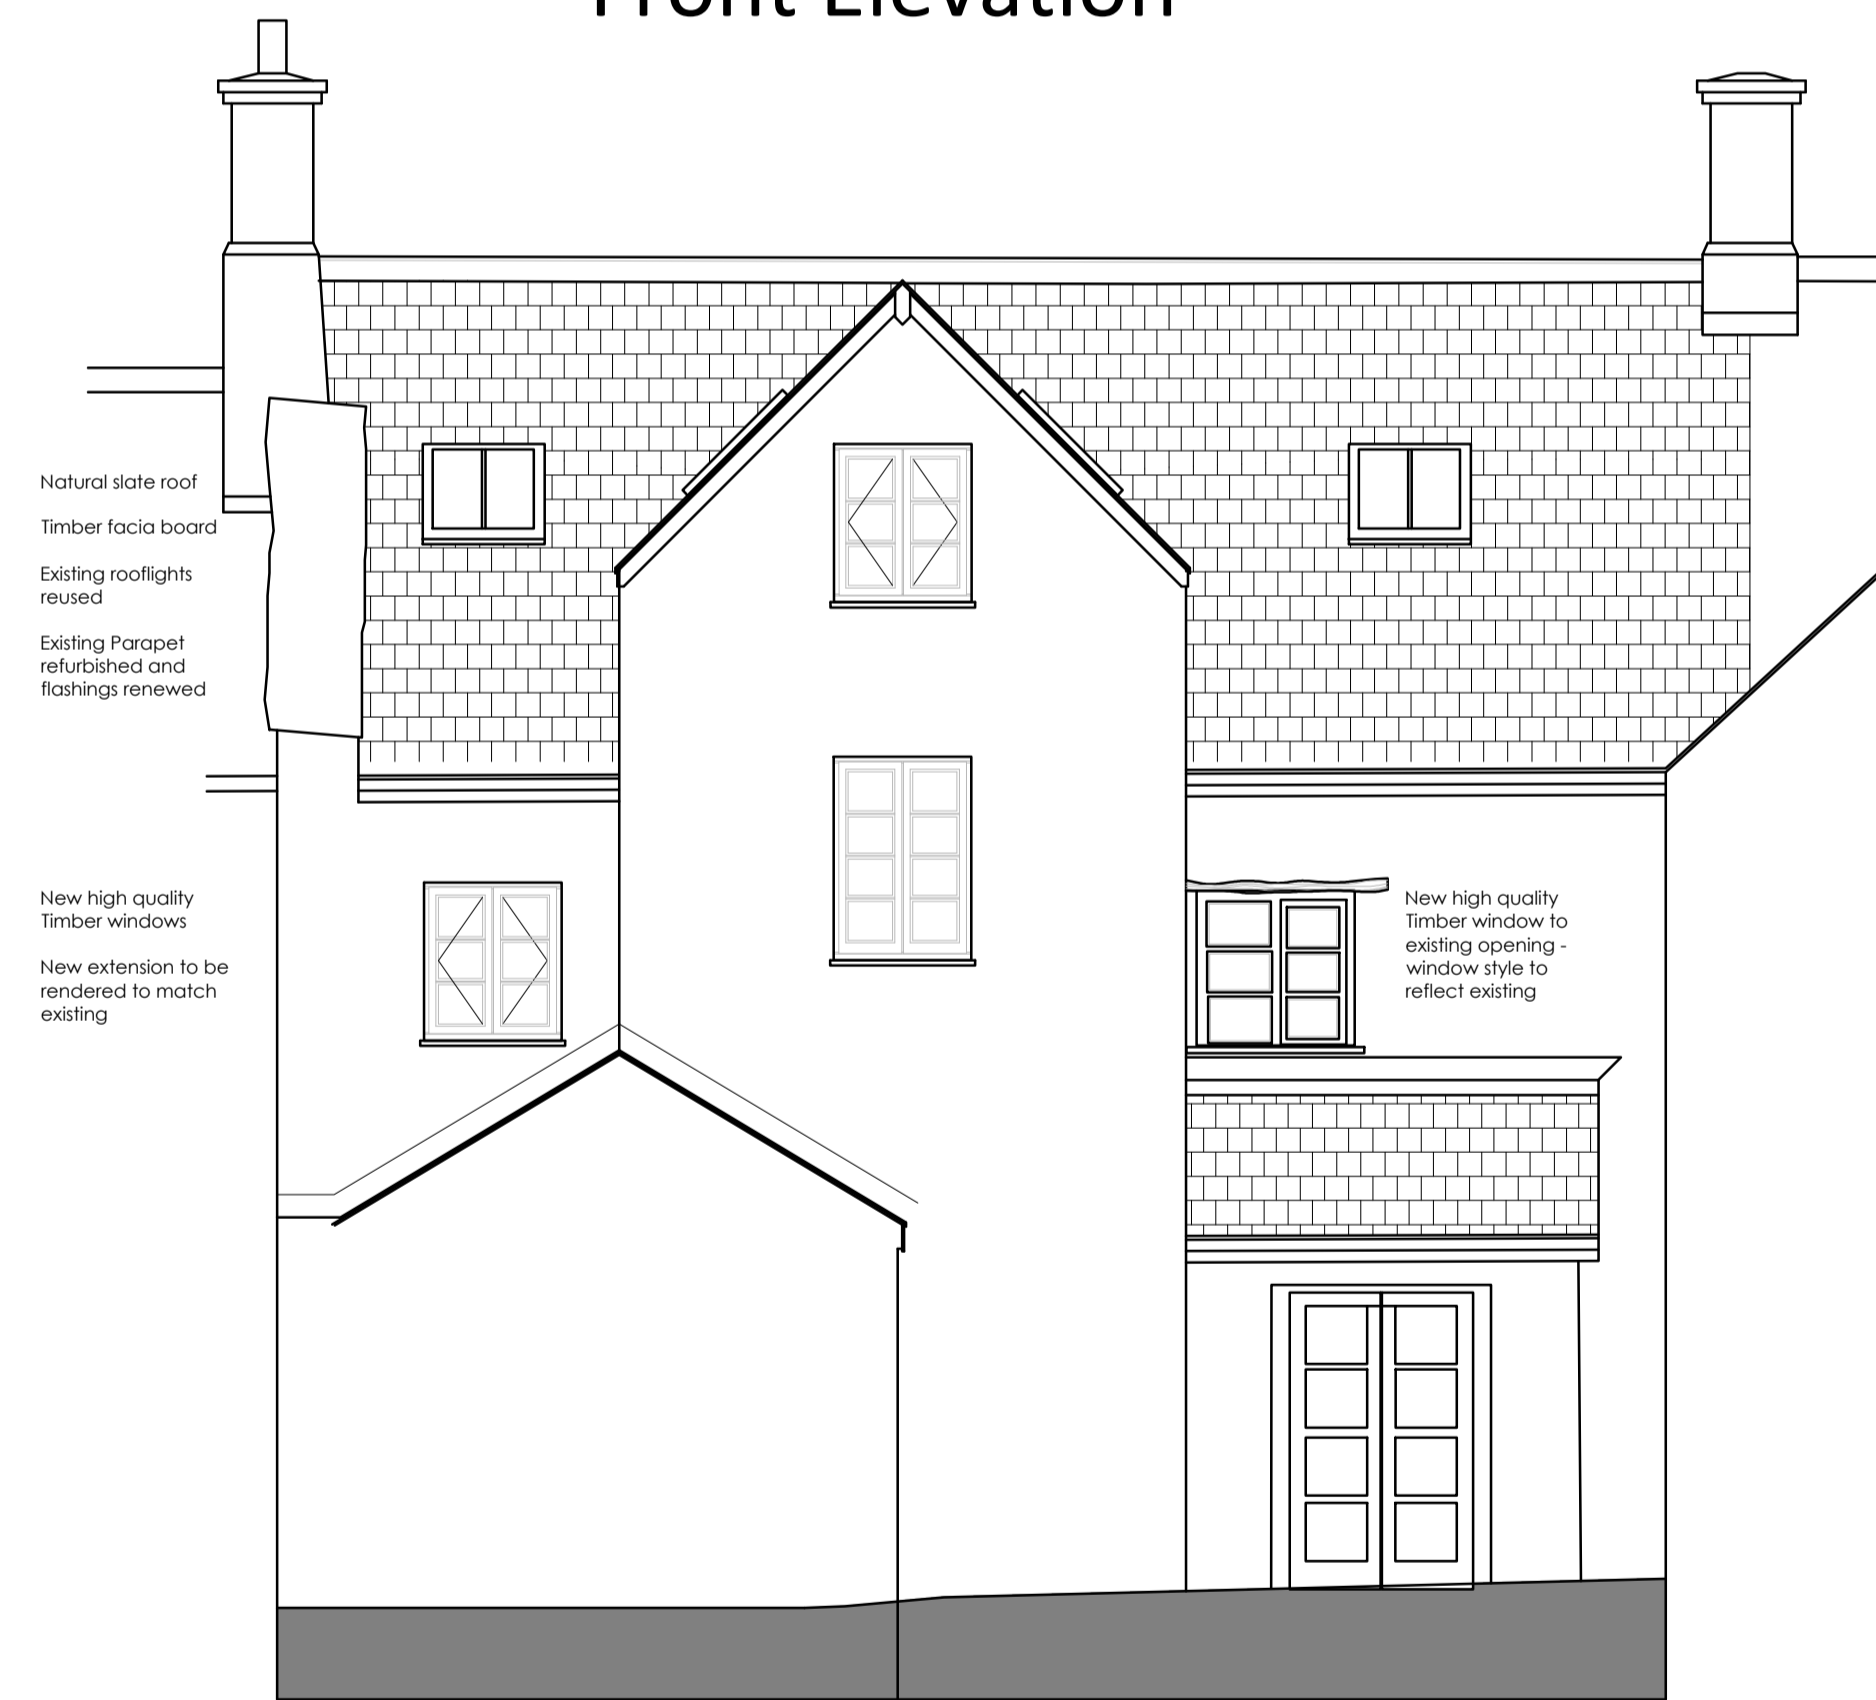 Front Elevation
Natural slate roof
Timber facia board
Existing rooflights
reused
Existing Parapet
refurbished and
flashings renewed
New high quality
Timber windows
New extension to be
rendered to match
existing
New high quality
Timber window to
existing opening -
window style to
reflect existing